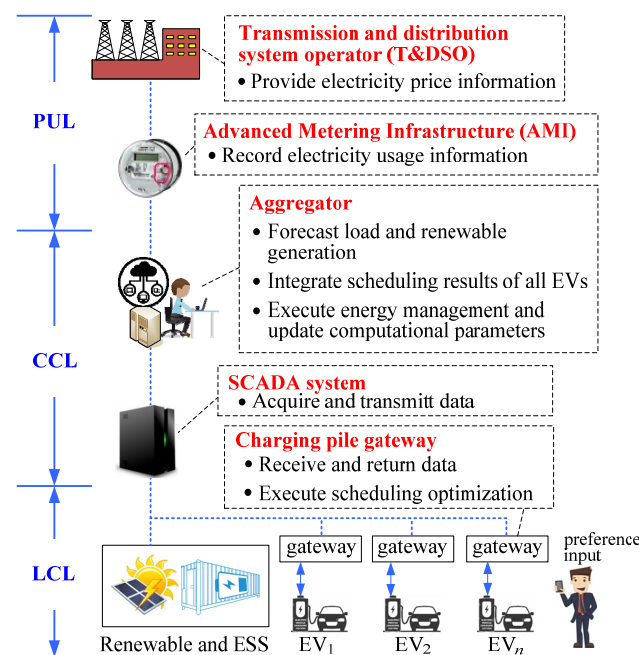 Transmission and distribution
system operator (T&DSO)
• Provide electricity price information
PUL
Advanced Metering Infrastructure (AMI)
• Record electricity usage information
Aggregator
• Forecast load and renewable
generation
• Integrate scheduling results of all EVs
• Execute energy management and
update computational parameters
CCL
SCADA system
• Acquire and transmitt data
Charging pile gateway
• Receive and return data
• Execute scheduling optimization
LCL
gateway gateway gateway
preference
input
Renewable and ESS
EV1 EV2 EVn